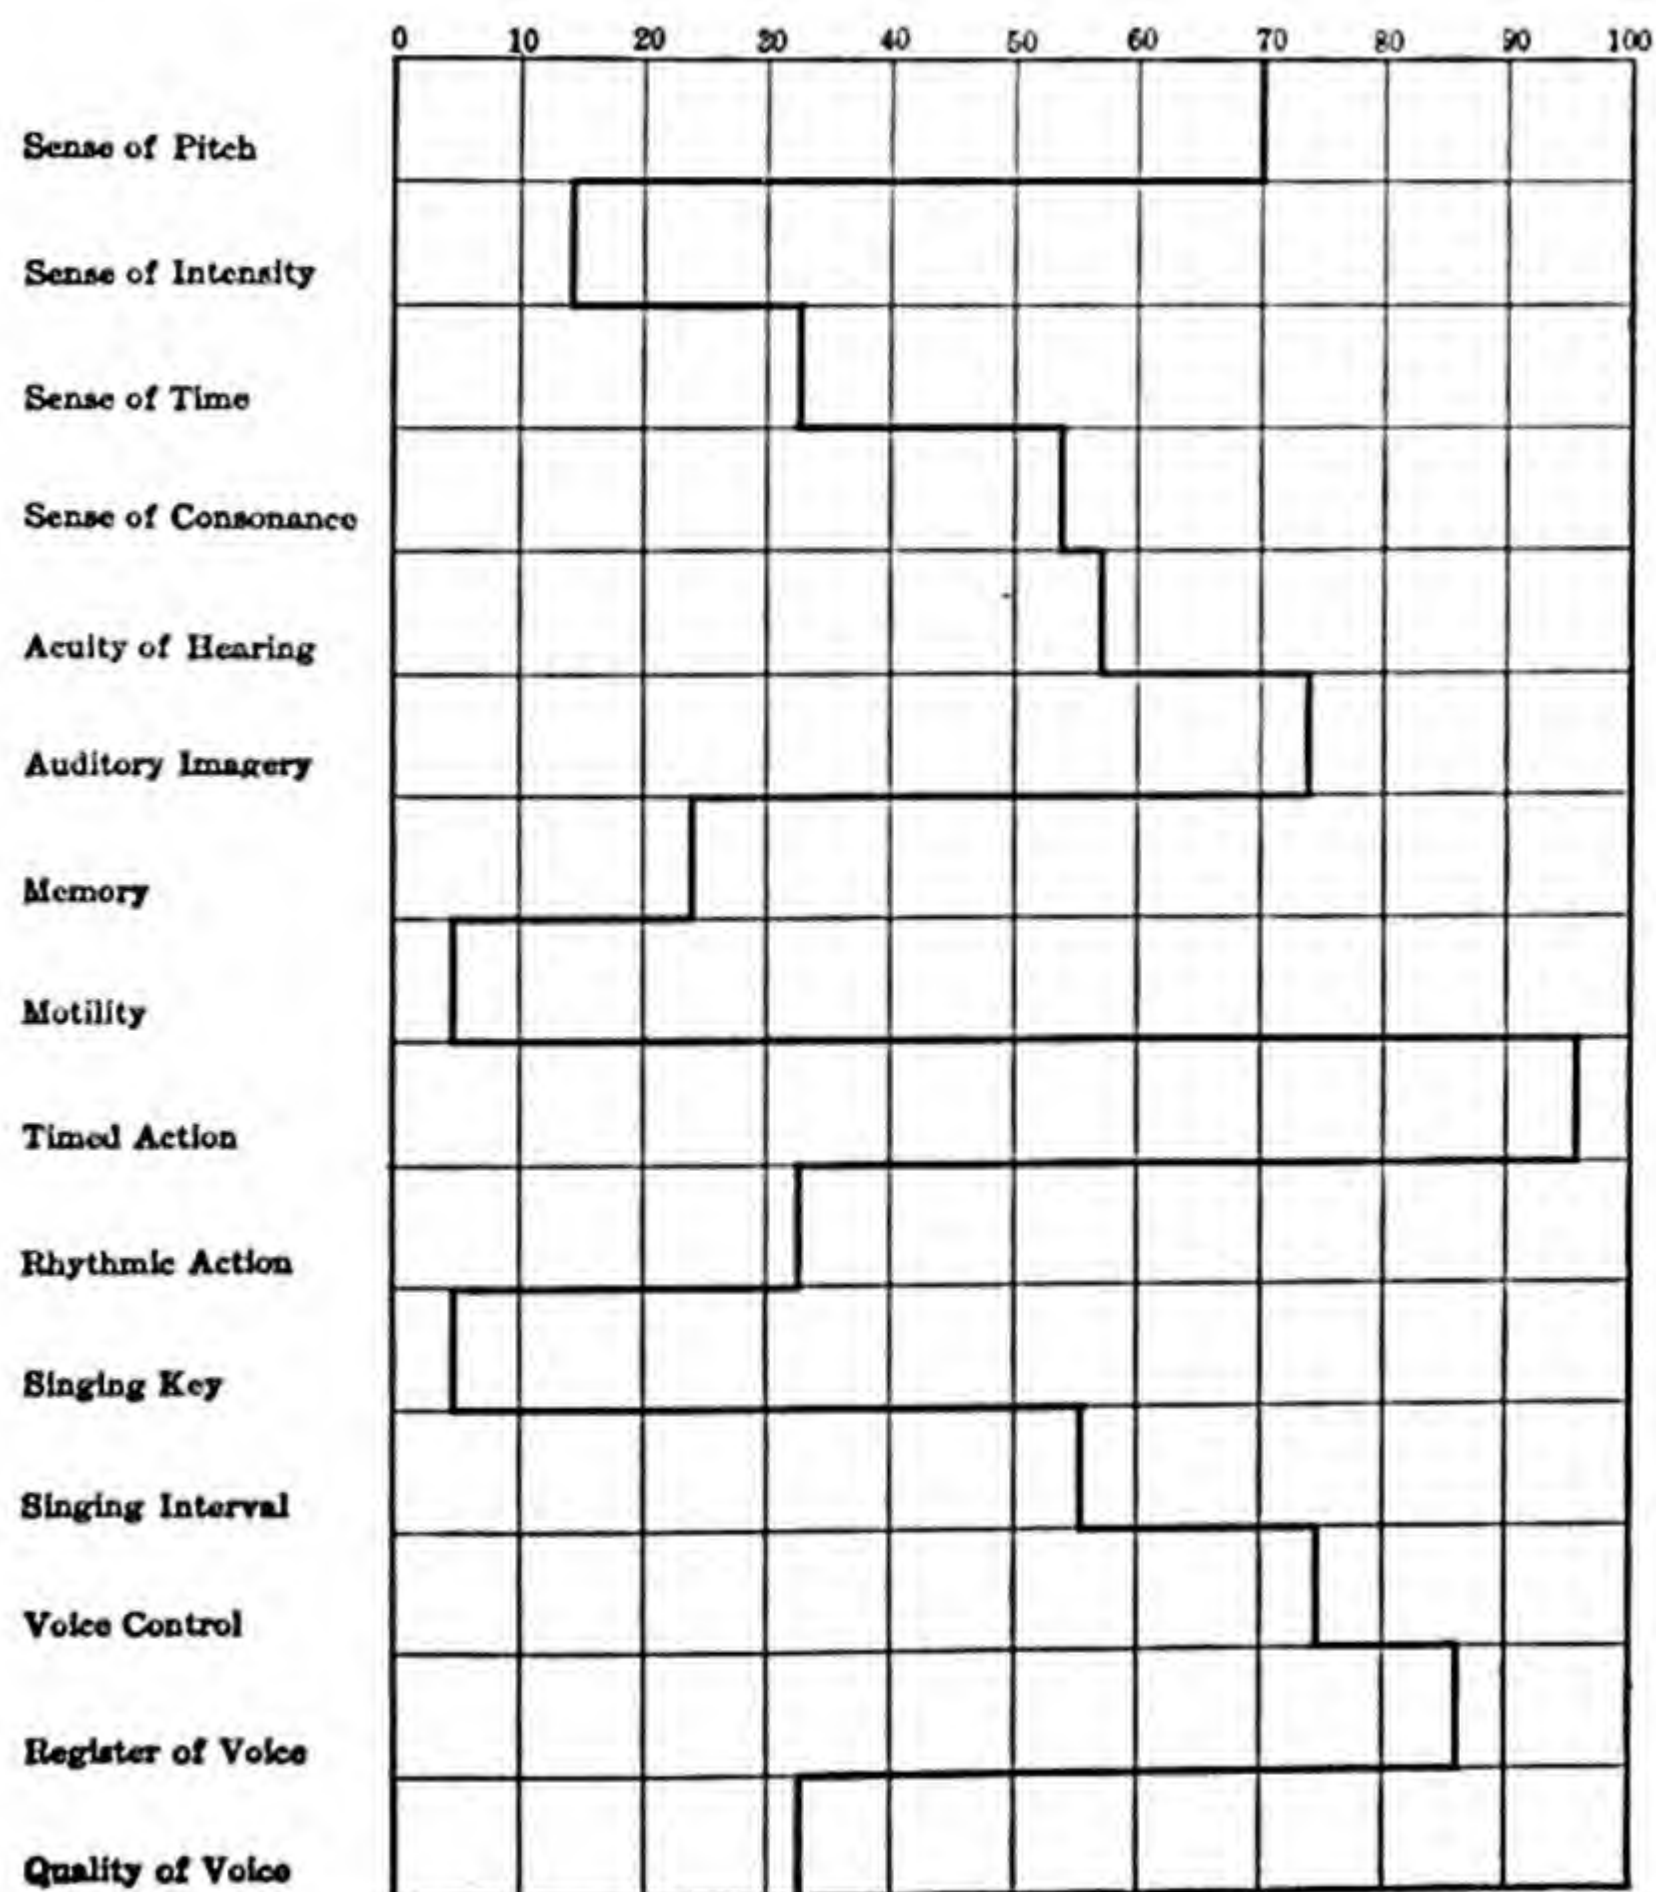 0 10 20 30 40 50 60 70 80 90 100
Sense of Pitch
Sense of Intensity
Sense of Time
Sense of Consonance
Acuity of Hearing
Auditory Imagery
Memory
Motility
Timed Action
Rhythmic Action
Singing Key
Singing Interval
Voice Control
Register of Voice
Quality of Voice